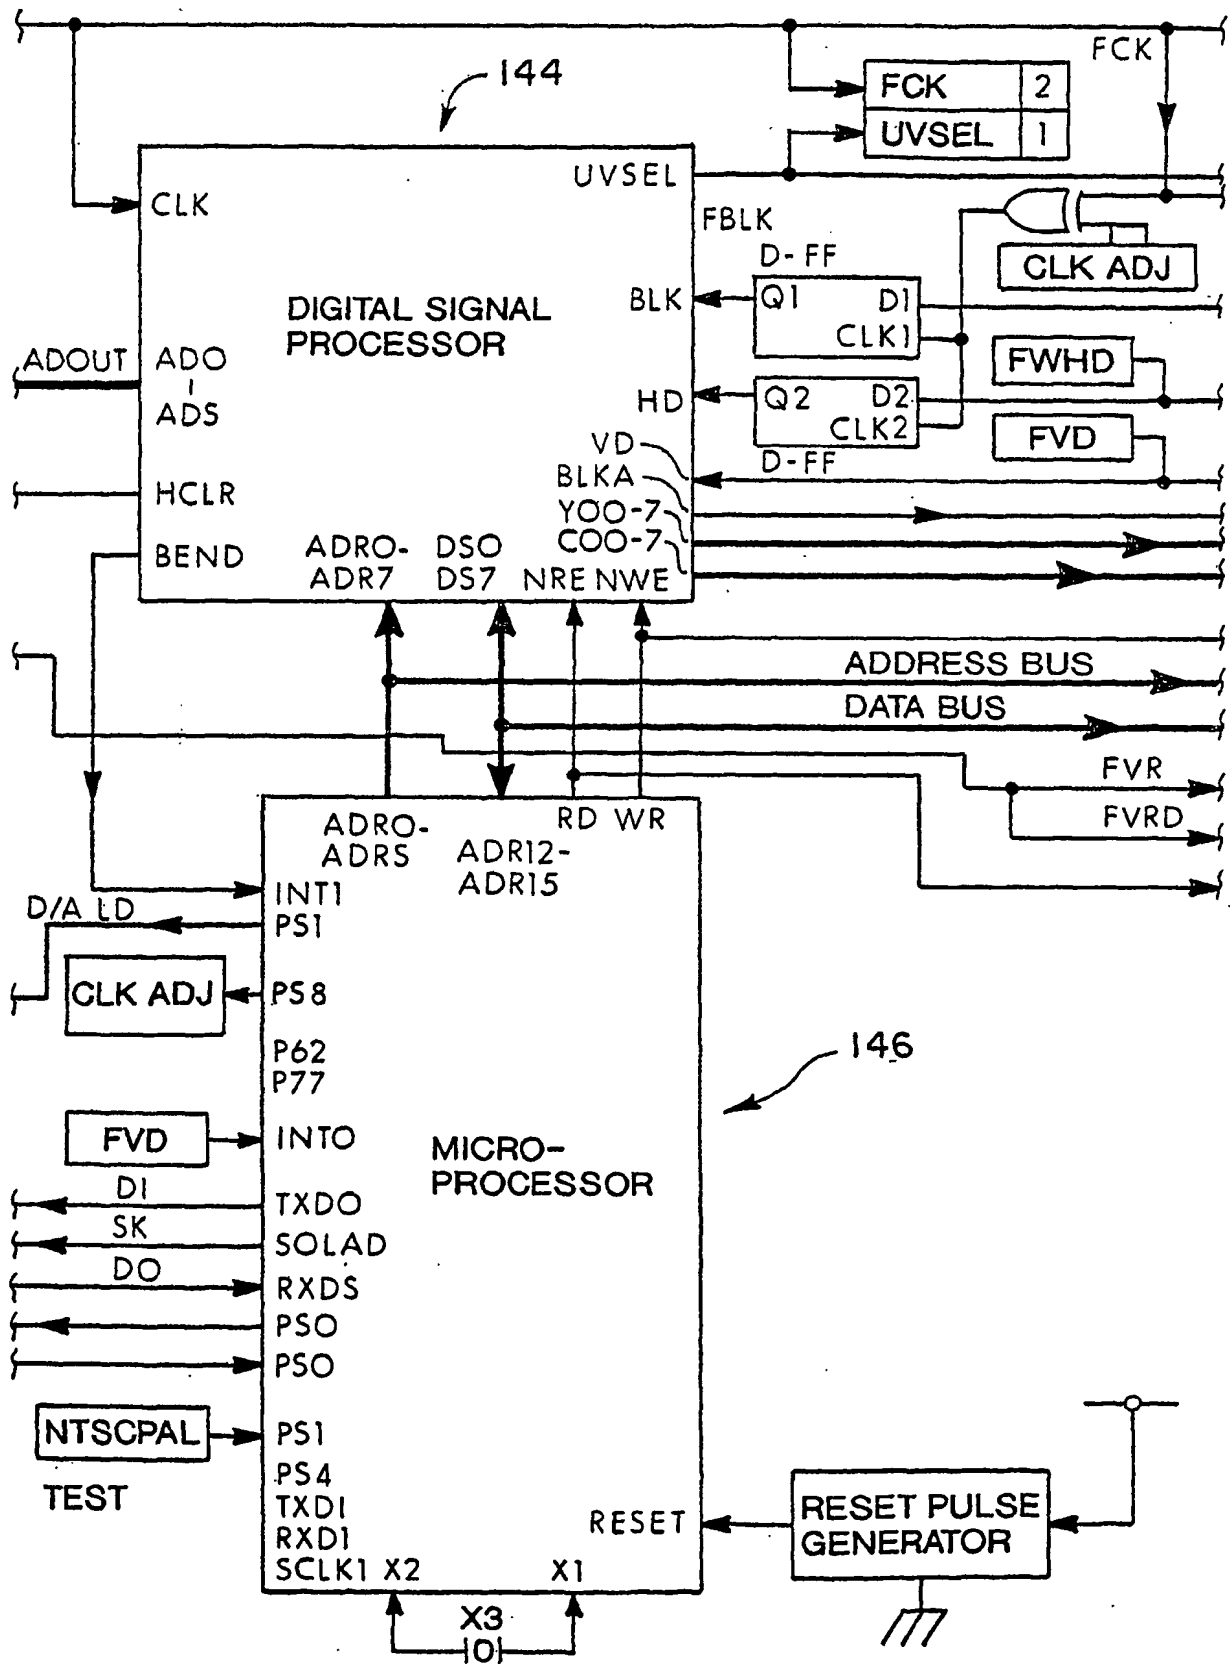 FCK
144
FCK 2
UVSEL 1
UVSEL
CLK
FBLK
CLK ADJ
D-FF
Q1 D1
CLK1
BLK
DIGITAL SIGNAL
PROCESSOR
ADOUT
ADO
ADS
FWHD
HD
Q2 D2
CLK2
D-FF
FVD
VD
BLKA
YOO-7
COO-7
HCLR
BEND
ADRO-
ADR7
DSO
DS7
NRE NWE
ADDRESS BUS
DATA BUS
FVR
FVRD
ADRO-
ADRS
ADR12-
ADR15
RD WR
INT1
D/A LD
PS1
CLK ADJ
PS8
P62
P77
146
FVD
INTO
MICRO-
PROCESSOR
DI
TXDO
SK
SOLAD
DO
RXDS
PSO
PSO
NTSCPAL
PS1
TEST
PS4
TXD1
RXD1
SCLK1 X2
X1
RESET
RESET PULSE
GENERATOR
X3